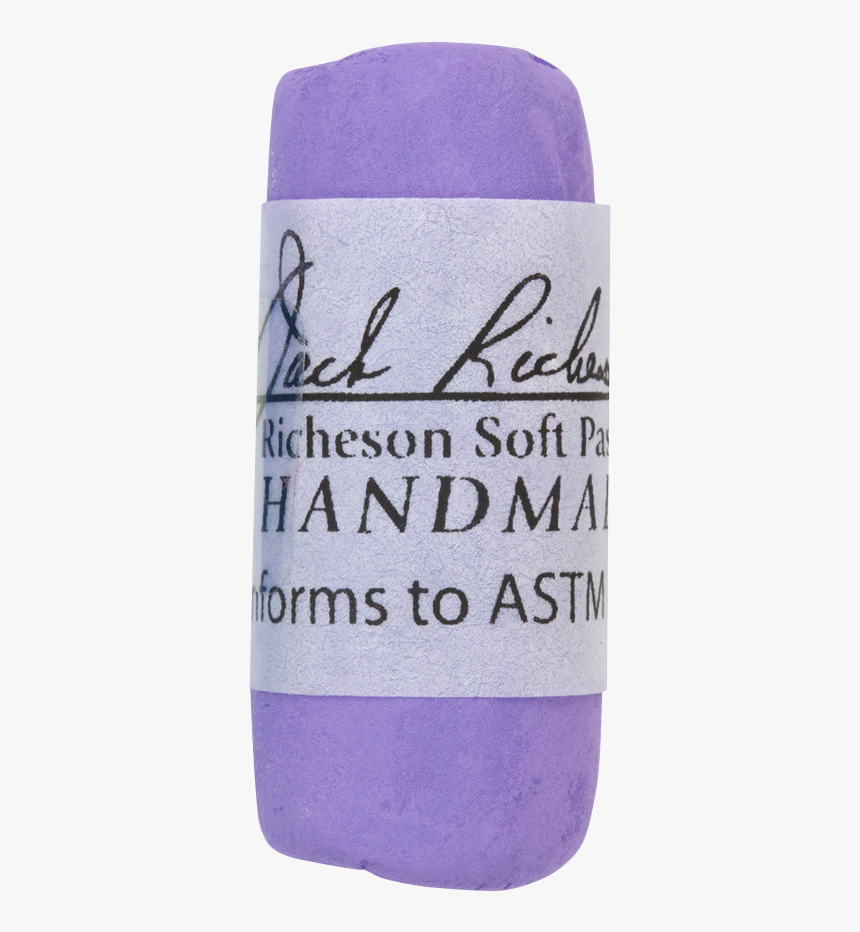 Jack Riches
Richeson Soft Pas
HANDMA
nforms to ASTM